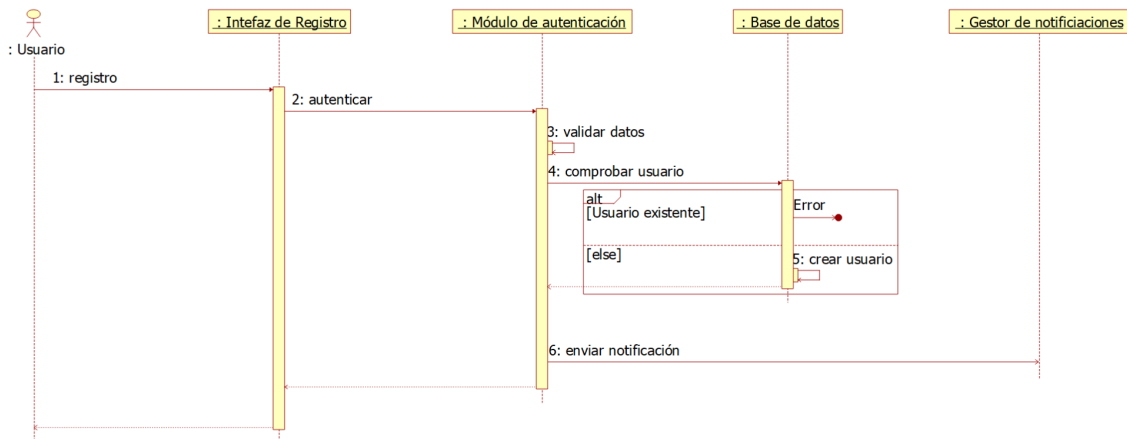 : Usuario
: Intefaz de Registro
: Módulo de autenticación
: Base de datos
: Gestor de notificiaciones
1: registro
2: autenticar
3: validar datos
4: comprobar usuario
alt
[Usuario existente]
Error
[else]
5: crear usuario
6: enviar notificación